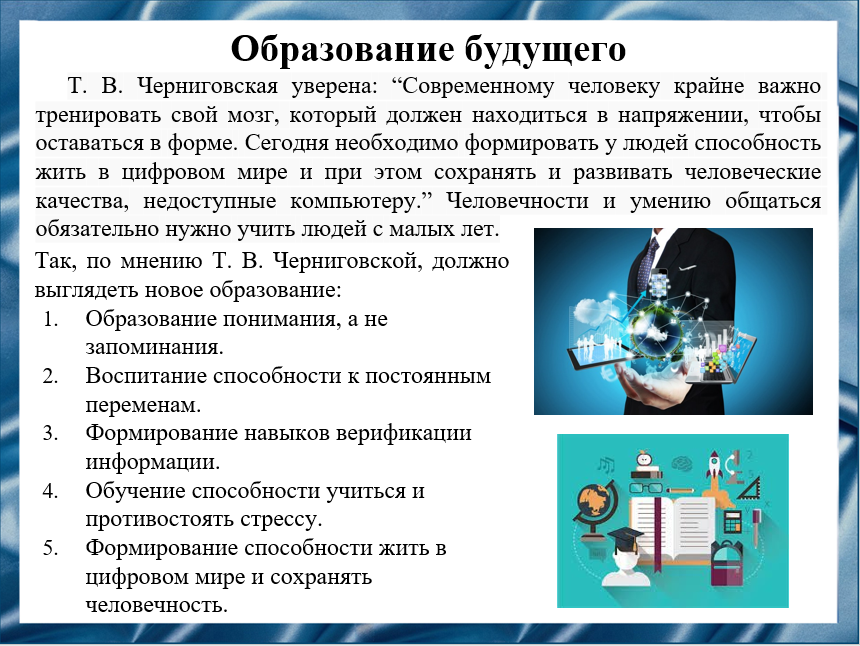 Образование будущего
Т. В. Черниговская уверена: “Современному человеку крайне важно
тренировать свой мозг, который должен находиться в напряжении, чтобы
оставаться в форме. Сегодня необходимо формировать у людей способность
жить в цифровом мире и при этом сохранять и развивать человеческие
качества, недоступные компьютеру.” Человечности и умению общаться
обязательно нужно учить людей с малых лет.
Так, по мнению Т. В. Черниговской, должно
выглядеть новое образование:
1. Образование понимания, а не
запоминания.
2. Воспитание способности к постоянным
переменам.
3. Формирование навыков верификации
информации.
4. Обучение способности учиться и
противостоять стрессу.
5. Формирование способности жить в
цифровом мире и сохранять
человечность.